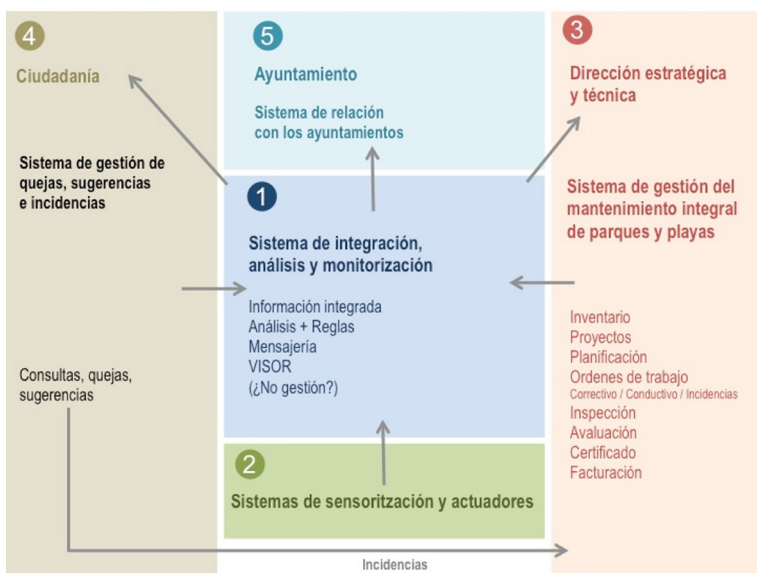 4
Ciudadanía
Sistema de gestión de
quejas, sugerencias
e incidencias
Consultas, quejas,
sugerencias
5
Ayuntamiento
Sistema de relación
con los ayuntamientos
1
Sistema de integración,
análisis y monitorización
Información integrada
Análisis + Reglas
Mensajería
VISOR
(¿No gestión?)
2
Sistemas de sensoritzación y actuadores
3
Dirección estratégica
y técnica
Sistema de gestión del
mantenimiento integral
de parques y playas
Inventario
Proyectos
Planificación
Ordenes de trabajo
Correctivo / Conductivo / Incidencias
Inspección
Avaluación
Certificado
Facturación
Incidencias